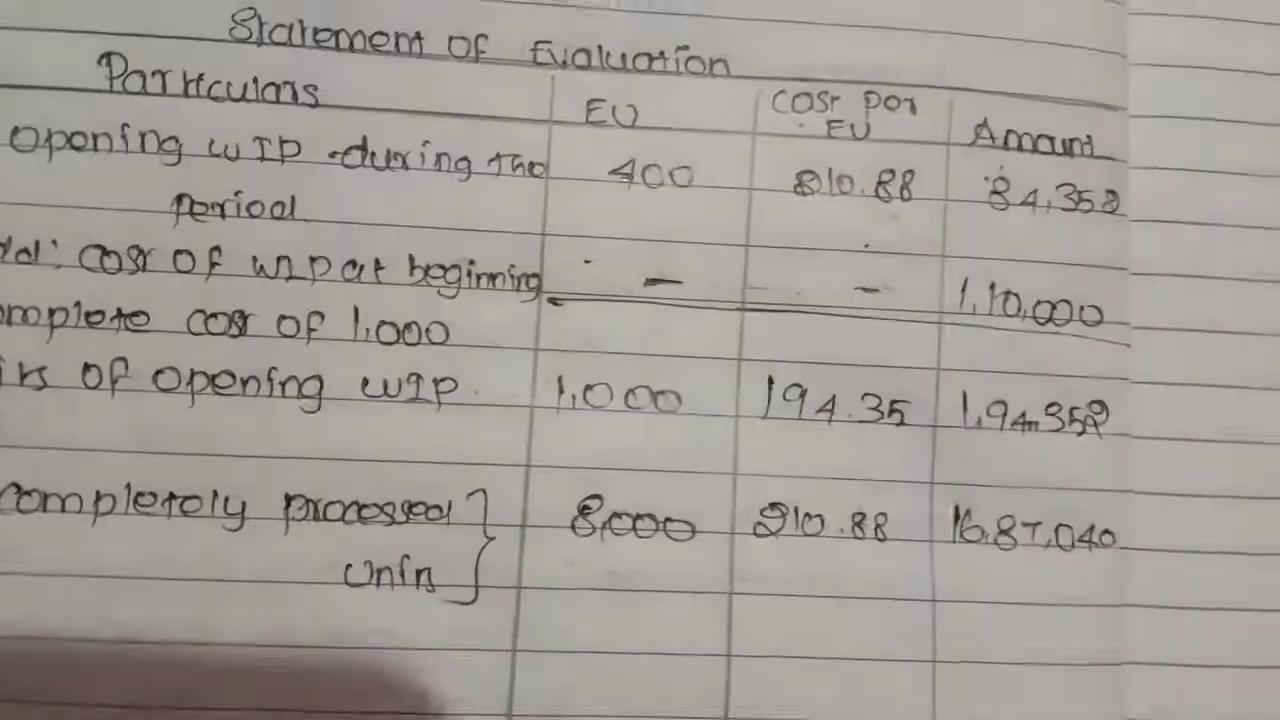 Statement of Evaluation
Particulars EU Cost per EU Amount
opening WIP during the period 400 210.88 84,352
cost of WIP at beginning - - 1,10,000
cost of 1,000
of opening WIP. 1,000 194.35 1,94,352
completely processed 8,000 210.88 16,87,040
Units